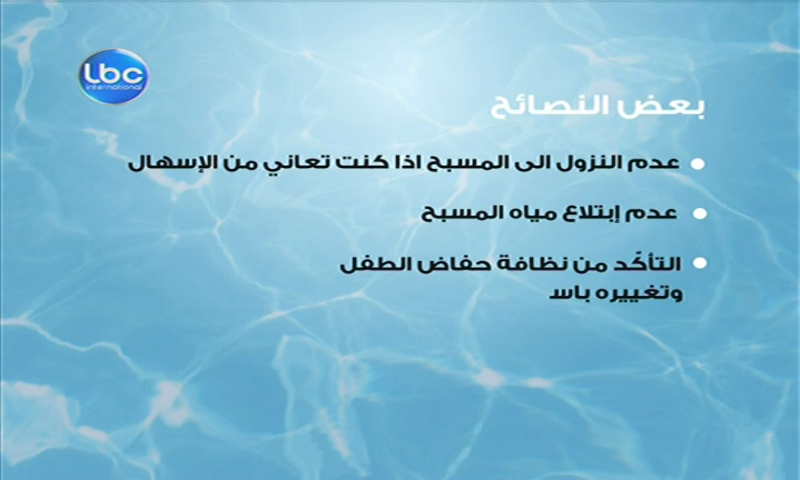 lbc
international
بعض النصائح
عدم النزول الى المسبح اذا كنت تعاني من الإسهال
عدم إبتلاع مياه المسبح
التأكّد من نظافة حفاض الطفل
وتغييره باس